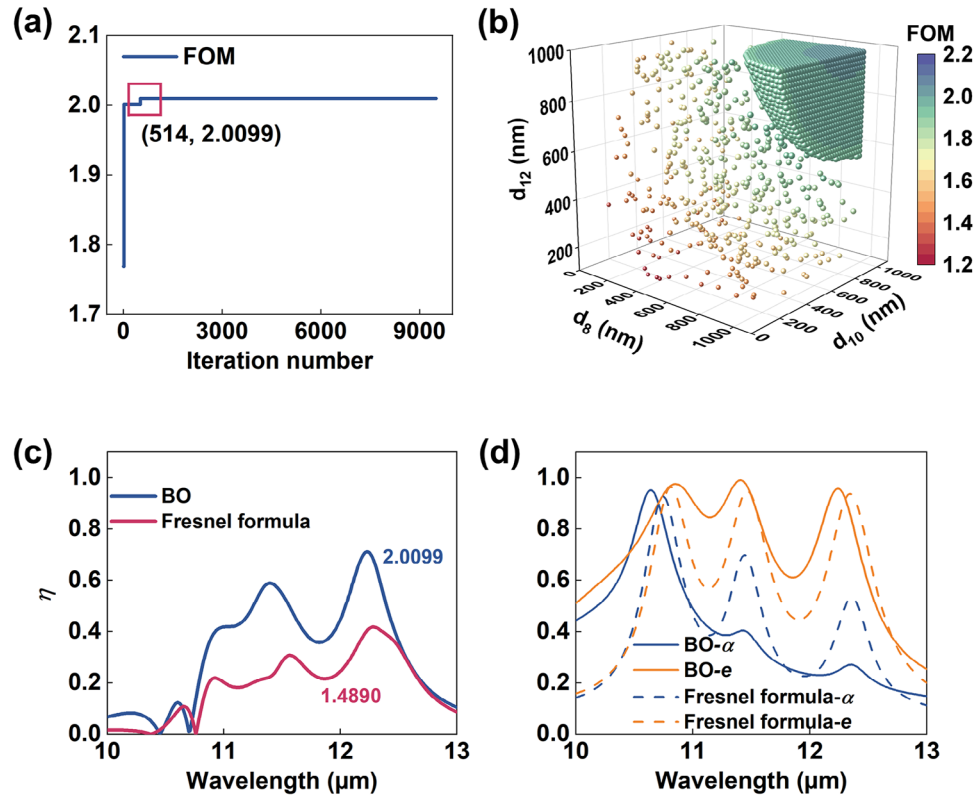 (a)
2.1
2.0
1.9
1.8
1.7
FOM
(514, 2.0099)
0
3000
6000
9000
Iteration number
(b)
FOM
1000
800
600
400
200
d12 (nm)
0
200
400
600
800
1000
d8 (nm)
0
200
400
600
800
1000
d10 (nm)
2.2
2.0
1.8
1.6
1.4
1.2
(c)
1.0
0.8
0.6
0.4
0.2
0.0
η
BO
Fresnel formula
2.0099
1.4890
10
11
12
13
Wavelength (μm)
(d)
1.0
0.8
0.6
0.4
0.2
0.0
BO-α
BO-e
Fresnel formula-α
Fresnel formula-e
10
11
12
13
Wavelength (μm)